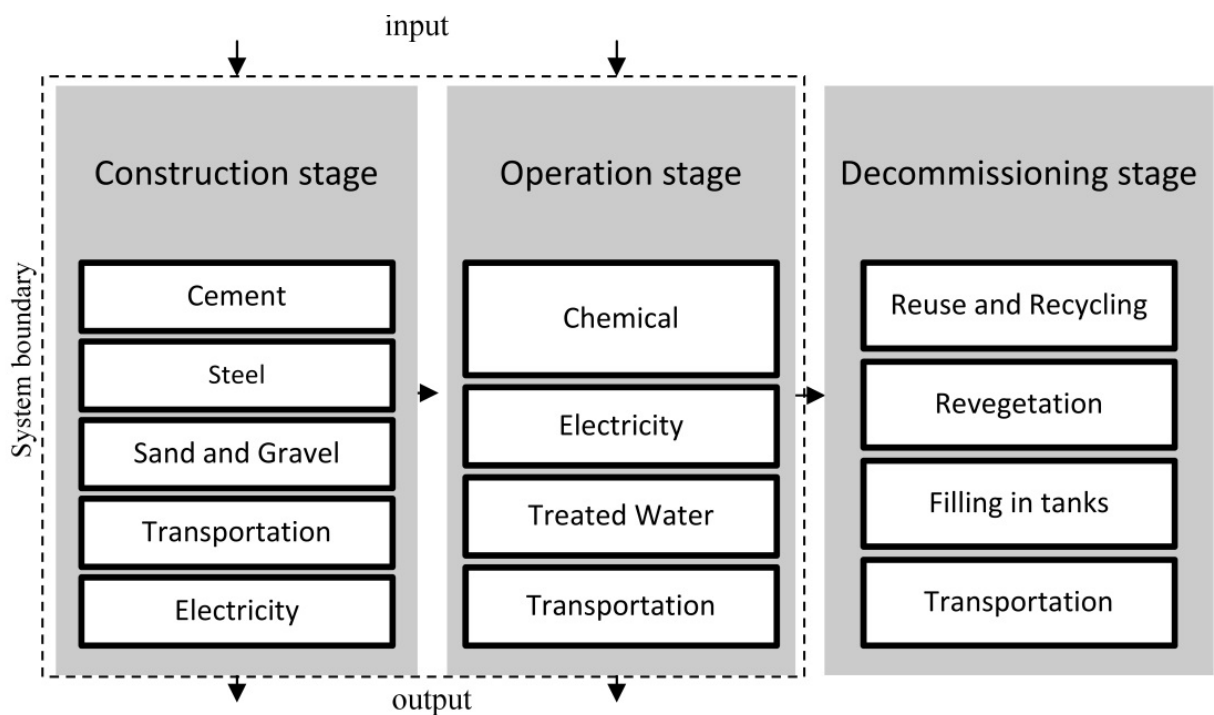 input
System boundary
Construction stage
Cement
Steel
Sand and Gravel
Transportation
Electricity
Operation stage
Chemical
Electricity
Treated Water
Transportation
Decommissioning stage
Reuse and Recycling
Revegetation
Filling in tanks
Transportation
output